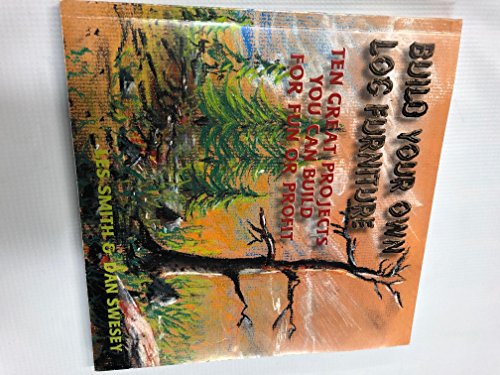 BUILD YOUR OWN
LOG FURNITURE
TEN GREAT PROJECTS
YOU CAN BUILD
FOR FUN OR PROFIT
SMITH & DAN SWESEY